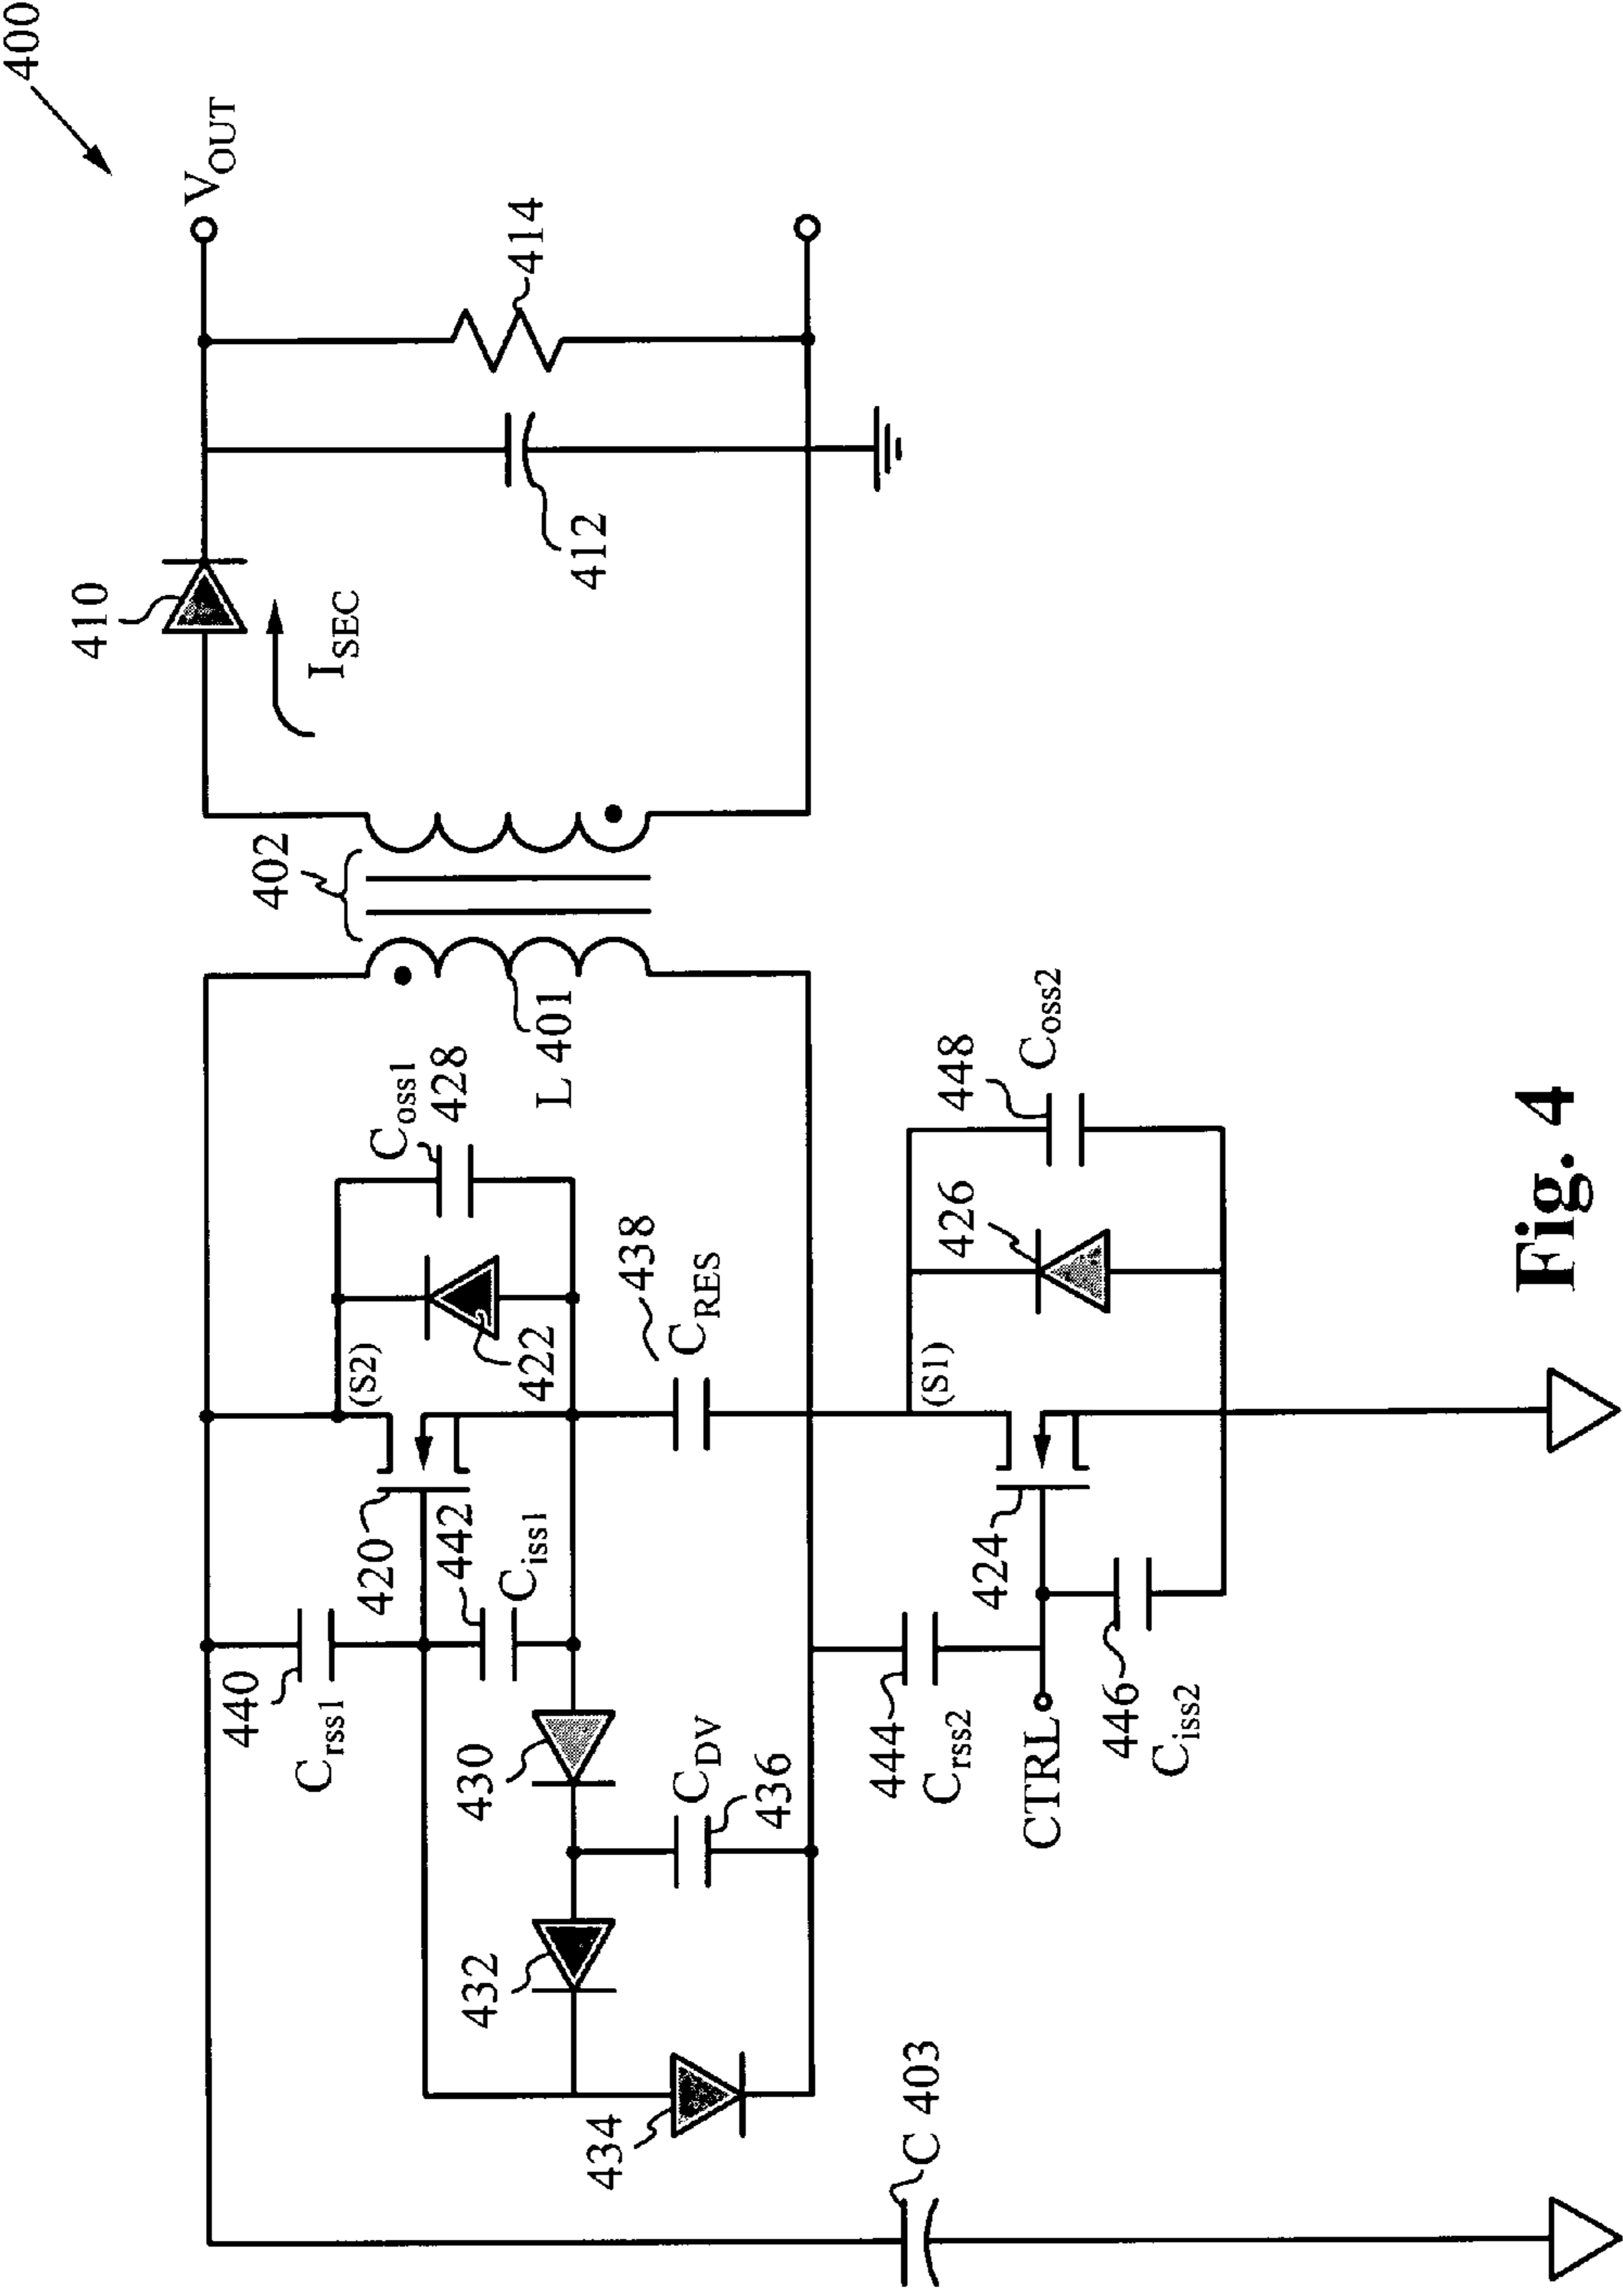 400
V_OUT
410
I_SEC
414
412
402
L 401
C_oss1
428
(S2)
422
420
442
C_iss1
440
C_rss1
438
C_RES
430
C_DV
436
432
434
C 403
448
C_oss2
426
(S1)
424
444
C_rss2
446
C_iss2
CTRL
Fig. 4